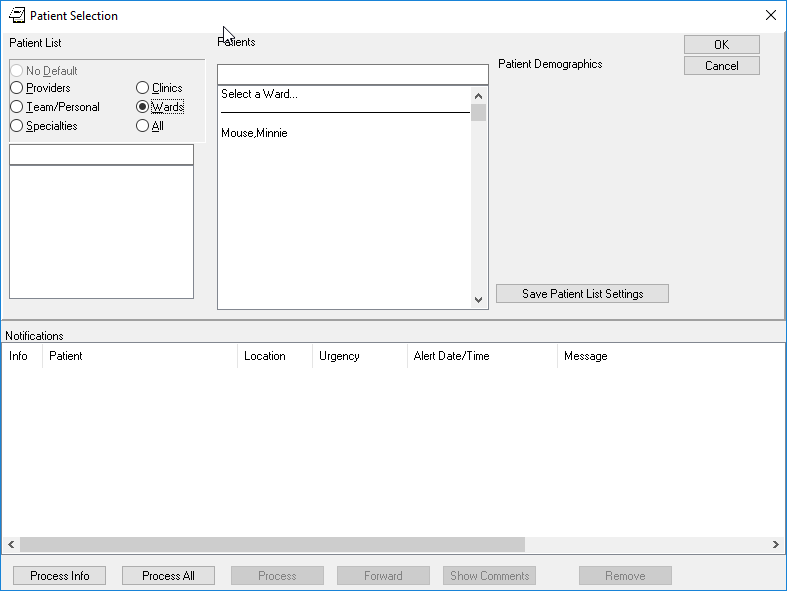 Patient Selection
Patient List
Patients
OK
Patient Demographics
Cancel
No Default
Providers
Clinics
Team/Personal
Wards
Specialties
All
Select a Ward...
Mouse,Minnie
Save Patient List Settings
Notifications
Info Patient Location Urgency Alert Date/Time Message
Process Info Process All Process Forward Show Comments Remove